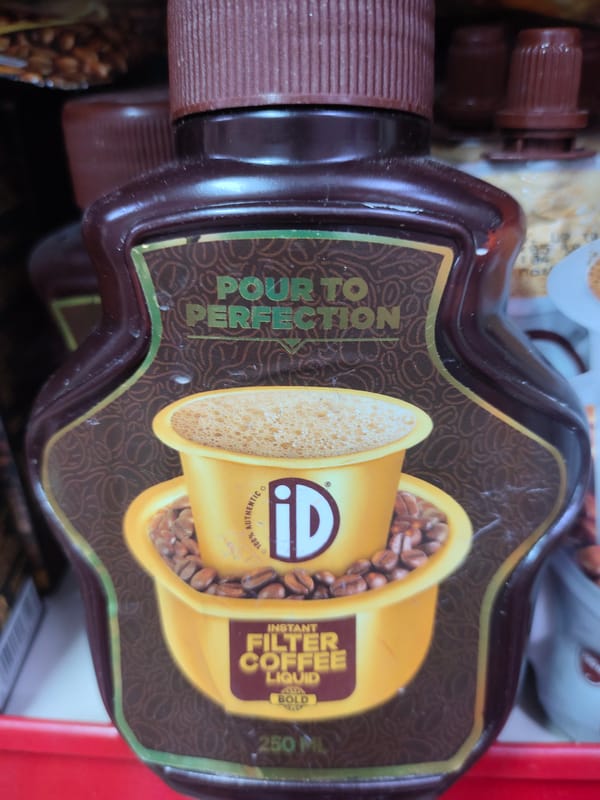 POUR TO
PERFECTION
100% AUTHENTIC
iD®
INSTANT
FILTER
COFFEE
LIQUID
BOLD
250 ML